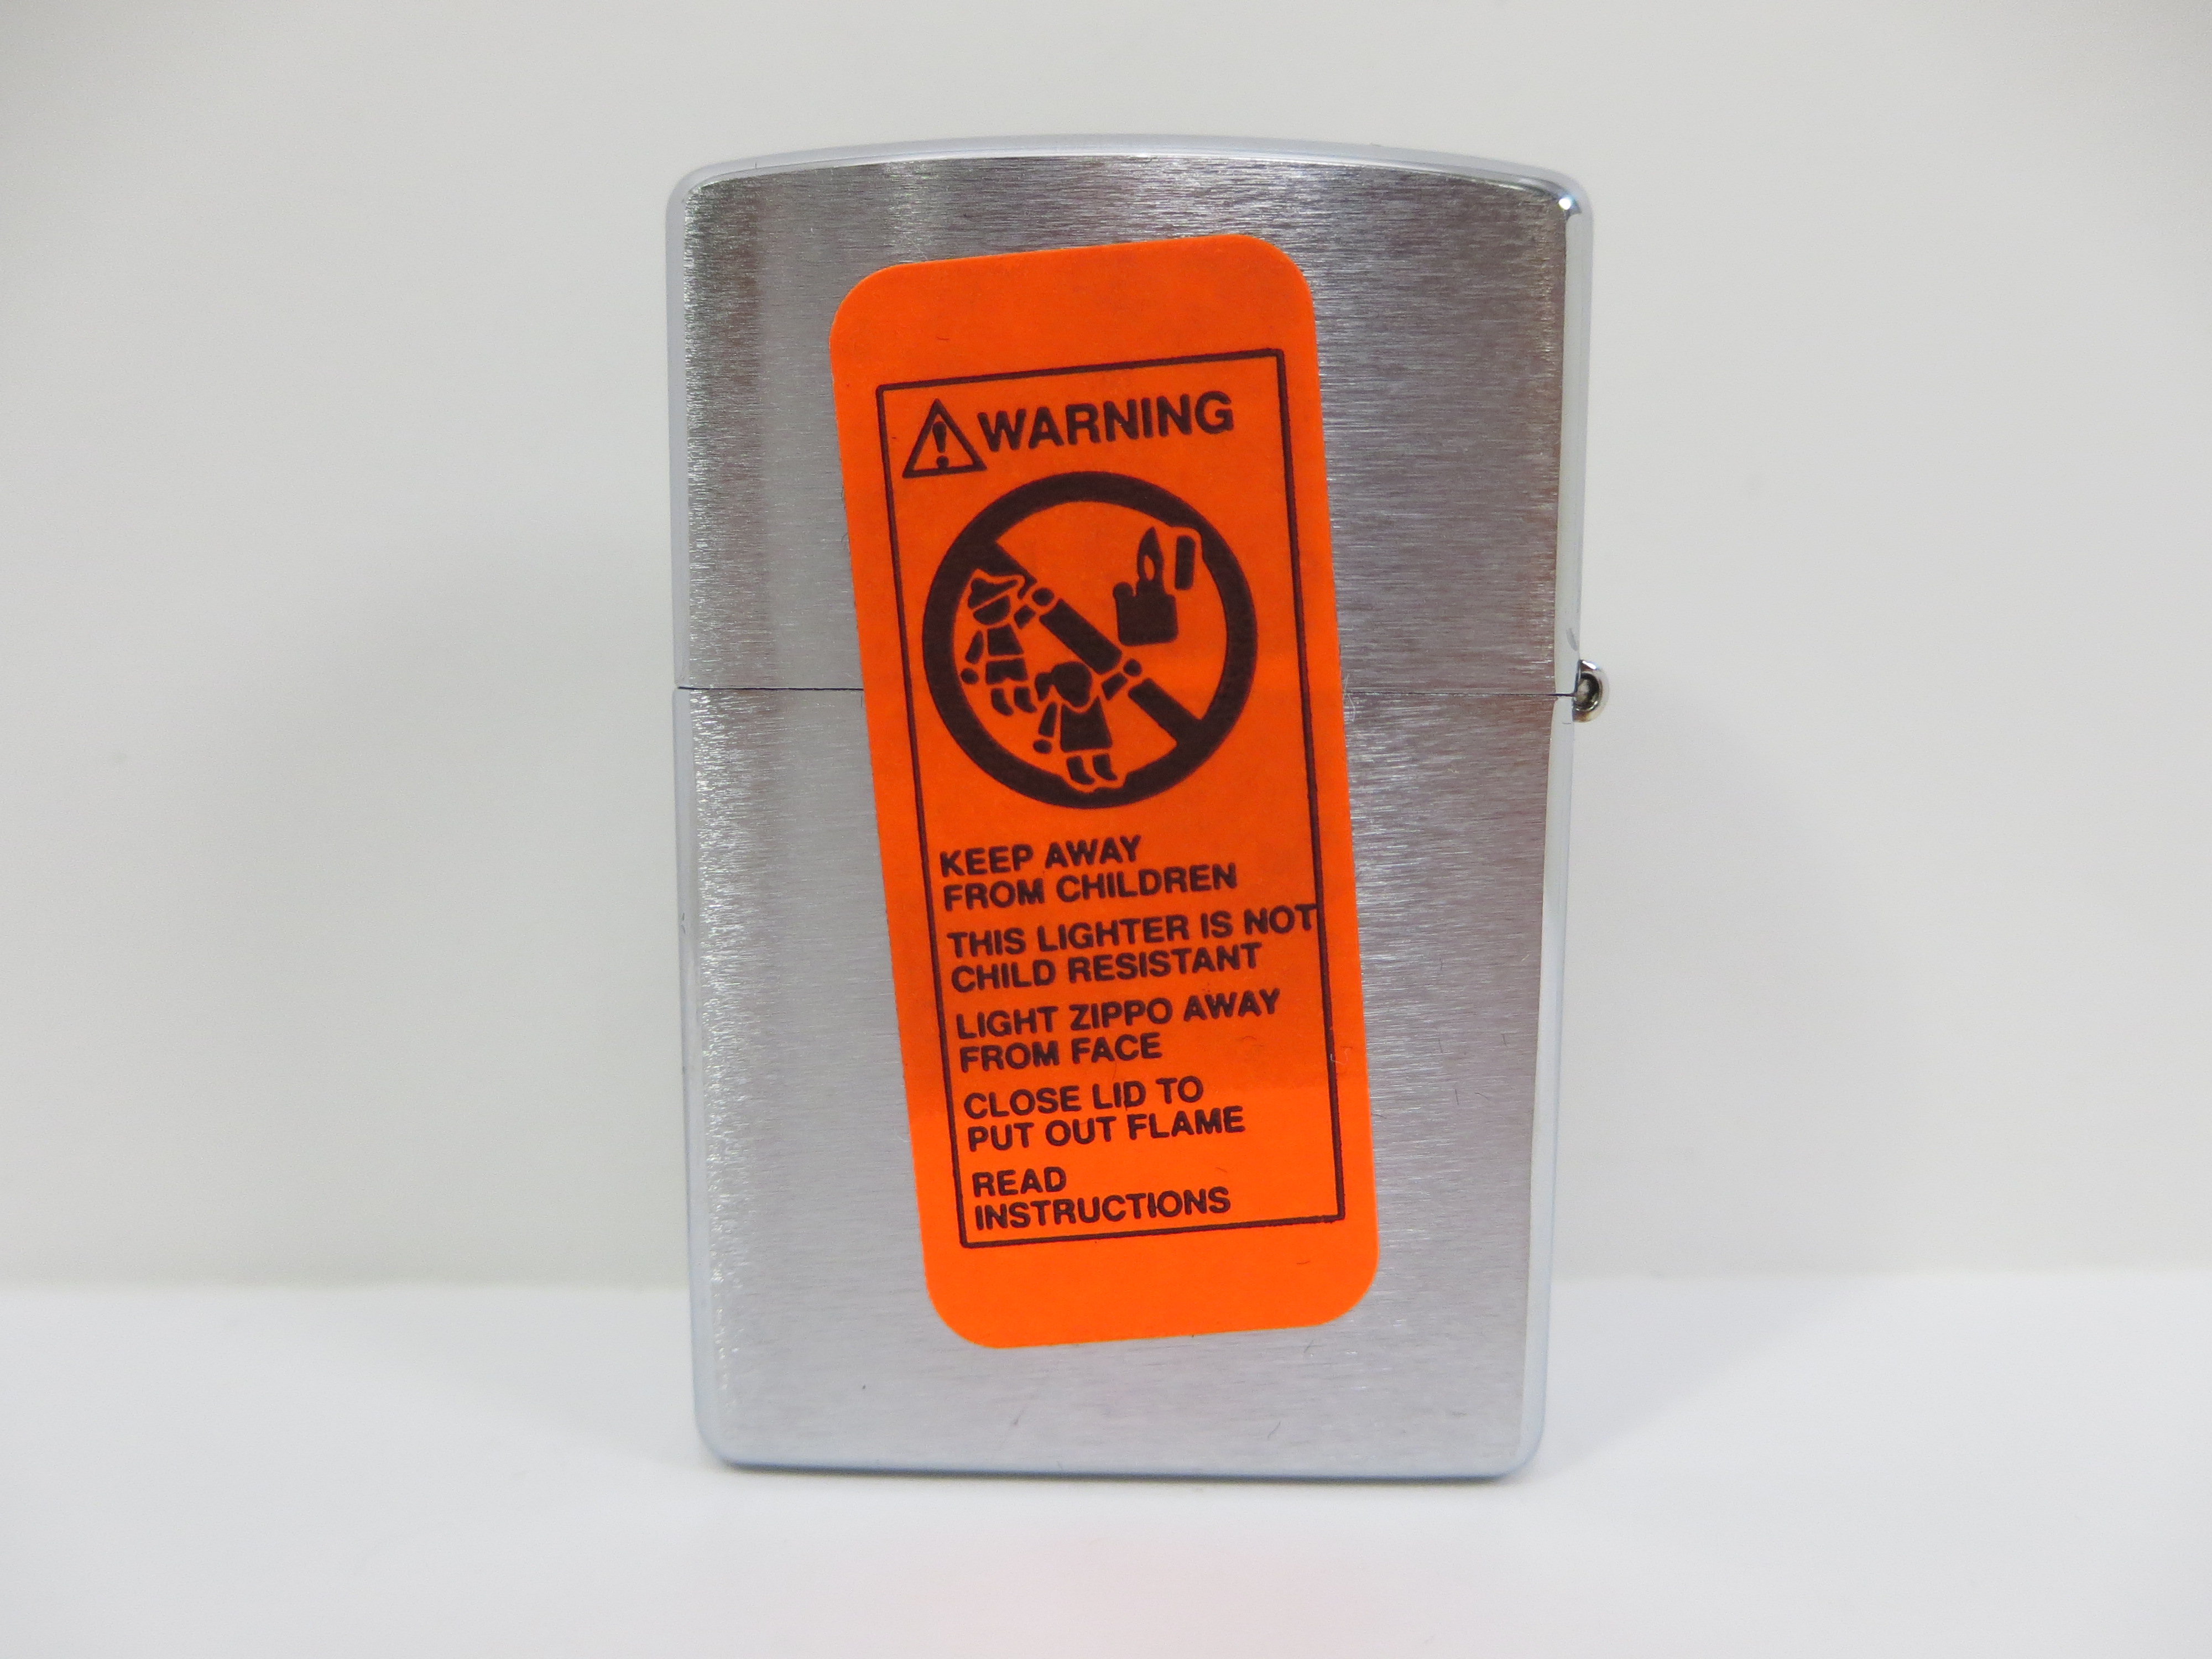 WARNING
KEEP AWAY
FROM CHILDREN
THIS LIGHTER IS NOT
CHILD RESISTANT
LIGHT ZIPPO AWAY
FROM FACE
CLOSE LID TO
PUT OUT FLAME
READ
INSTRUCTIONS